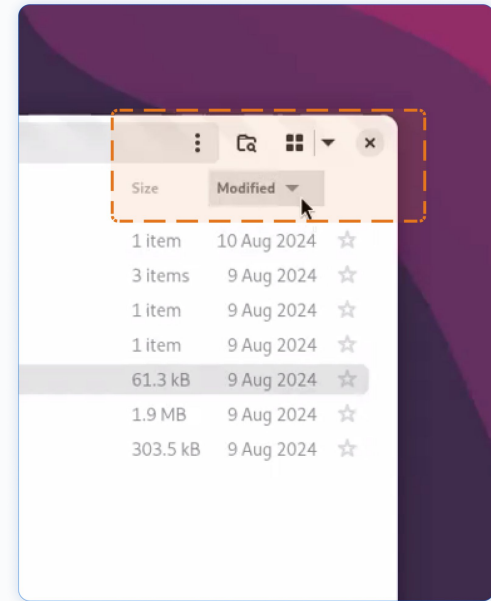 Size Modified
1 item 10 Aug 2024
3 items 9 Aug 2024
1 item 9 Aug 2024
1 item 9 Aug 2024
61.3 kB 9 Aug 2024
1.9 MB 9 Aug 2024
303.5 kB 9 Aug 2024